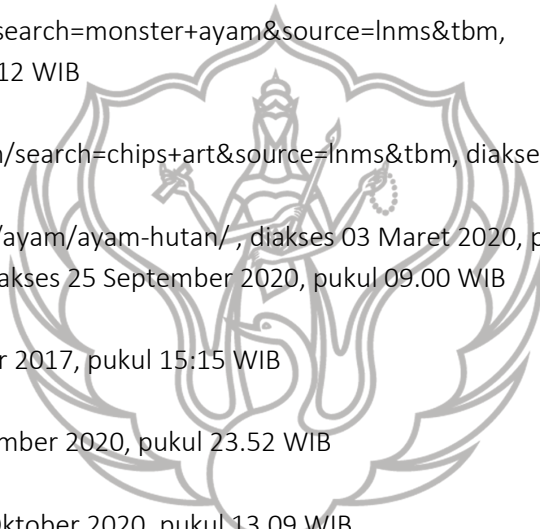 search=monster+ayam&source=lnms&tbm,
12 WIB
/search=chips+art&source=lnms&tbm, diakse
/ayam/ayam-hutan/ , diakses 03 Maret 2020, p
akses 25 September 2020, pukul 09.00 WIB
r 2017, pukul 15:15 WIB
mber 2020, pukul 23.52 WIB
ktober 2020, pukul 13.09 WIB